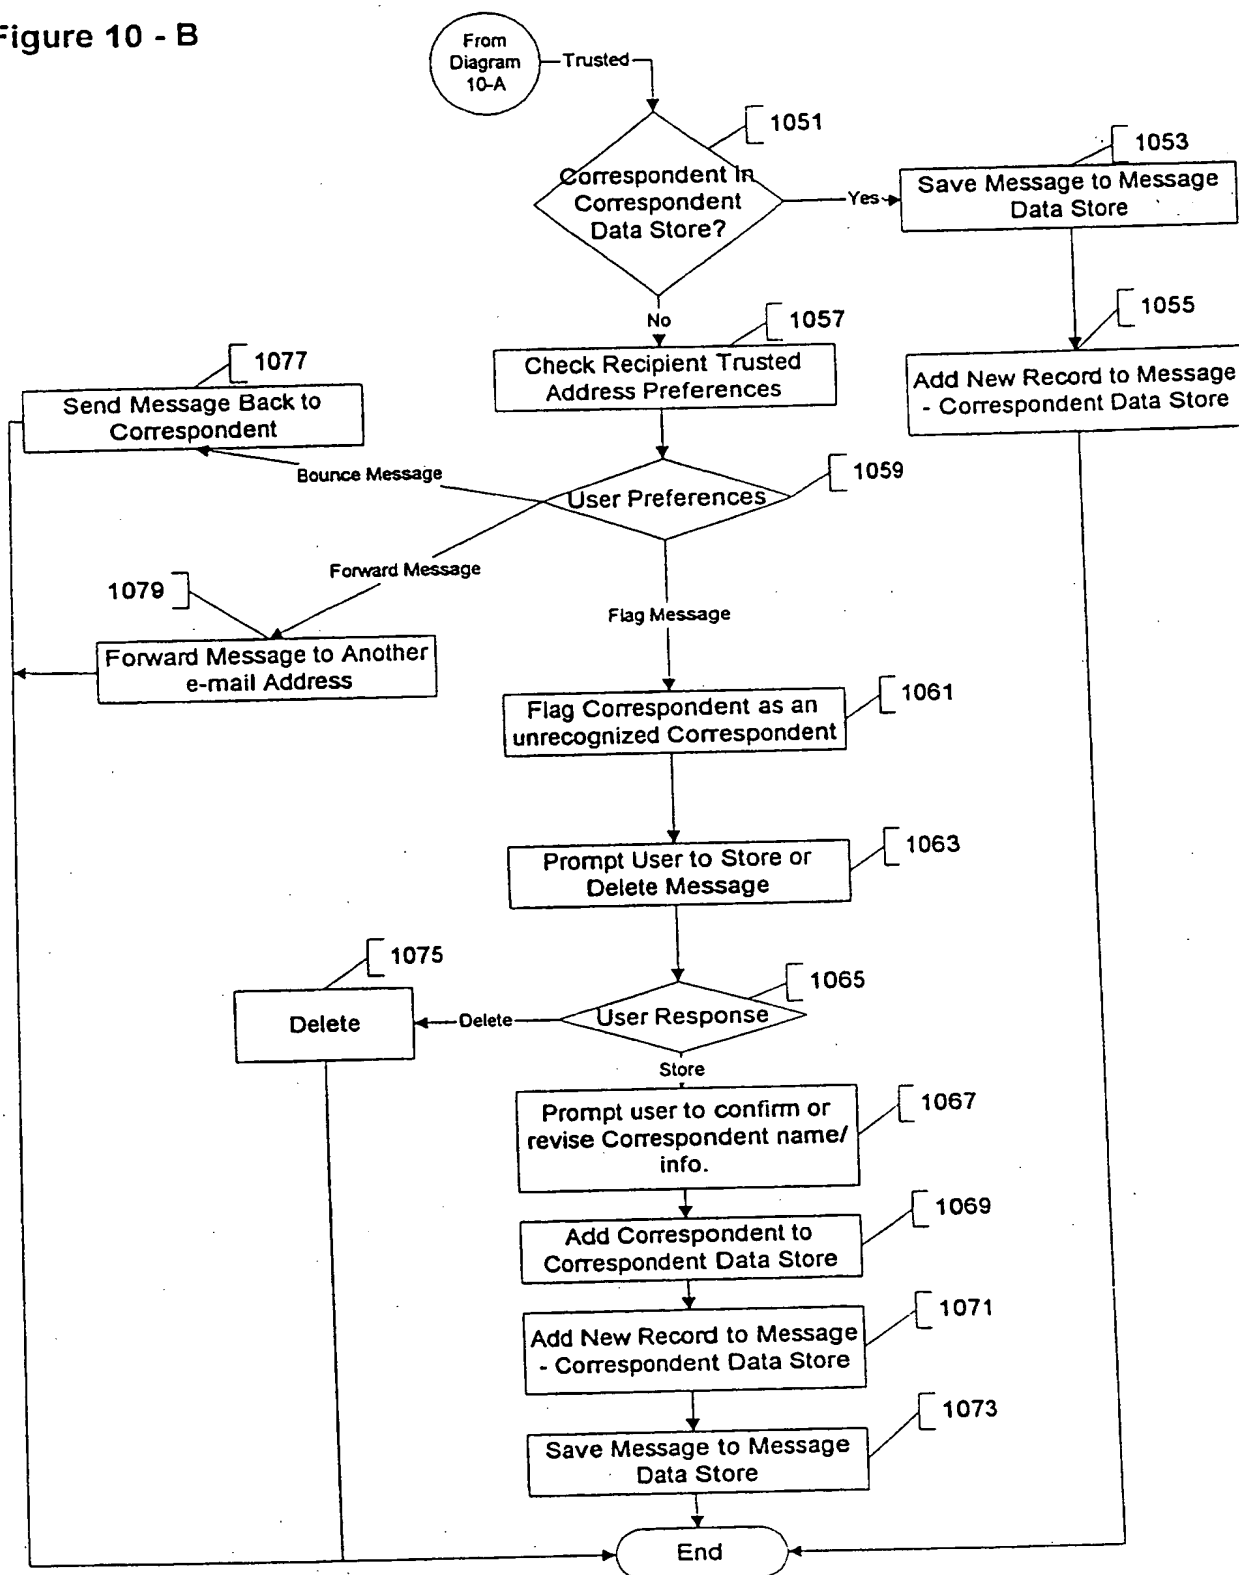 Figure 10 - B
From
Diagram
10-A
Trusted
1051
Correspondent in
Correspondent
Data Store?
Yes
1053
Save Message to Message
Data Store
No
1055
Add New Record to Message
- Correspondent Data Store
1057
Check Recipient Trusted
Address Preferences
1077
Send Message Back to
Correspondent
Bounce Message
User Preferences
1059
Forward Message
1079
Forward Message to Another
e-mail Address
Flag Message
1061
Flag Correspondent as an
unrecognized Correspondent
1063
Prompt User to Store or
Delete Message
1075
Delete
Delete
1065
User Response
Store
1067
Prompt user to confirm or
revise Correspondent name/
info.
1069
Add Correspondent to
Correspondent Data Store
1071
Add New Record to Message
- Correspondent Data Store
1073
Save Message to Message
Data Store
End